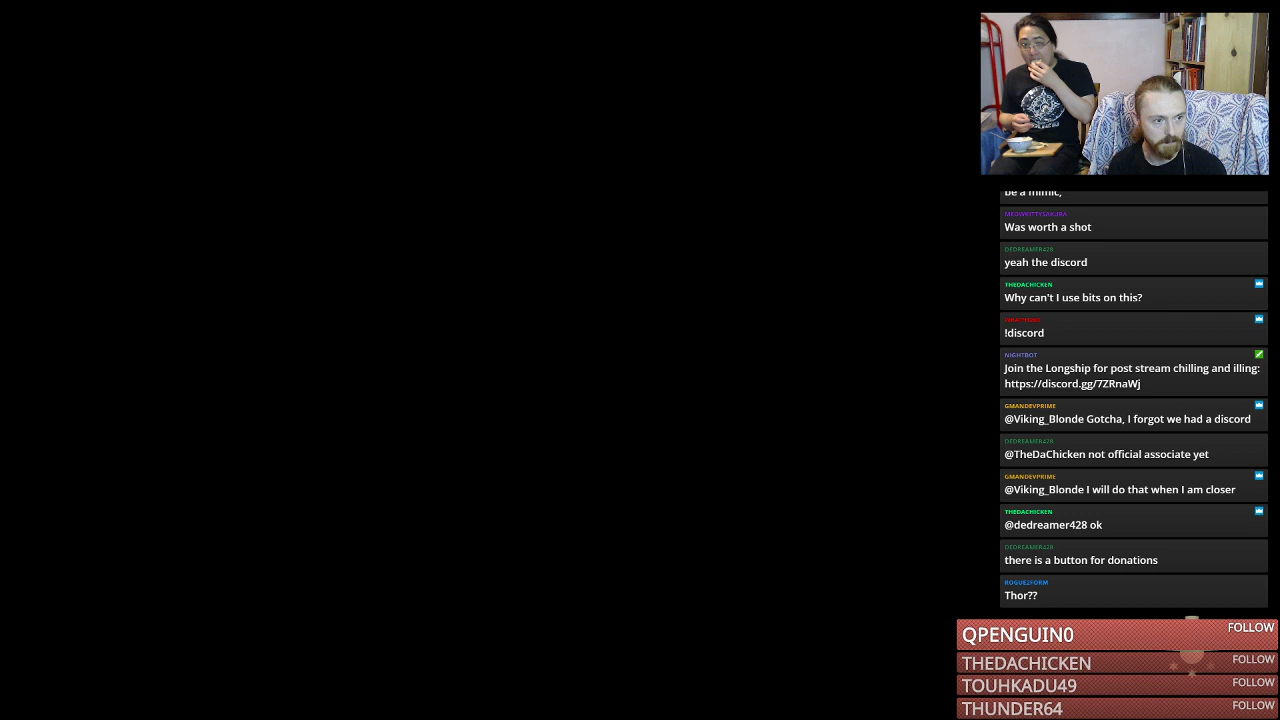 be a mimic,
MEOWKITTYSAKURA
Was worth a shot
DEDREAMER428
yeah the discord
THEDACHICKEN
Why can't I use bits on this?
!discord
NIGHTBOT
Join the Longship for post stream chilling and illing:
https://discord.gg/7ZRnaWj
GMANDEVPRIME
@Viking_Blonde Gotcha, I forgot we had a discord
DEDREAMER428
@TheDaChicken not official associate yet
GMANDEVPRIME
@Viking_Blonde I will do that when I am closer
THEDACHICKEN
@dedreamer428 ok
DEDREAMER428
there is a button for donations
ROGUE2FORM
Thor??
QPENGUIN0 FOLLOW
THEDACHICKEN FOLLOW
TOUHKADU49 FOLLOW
THUNDER64 FOLLOW